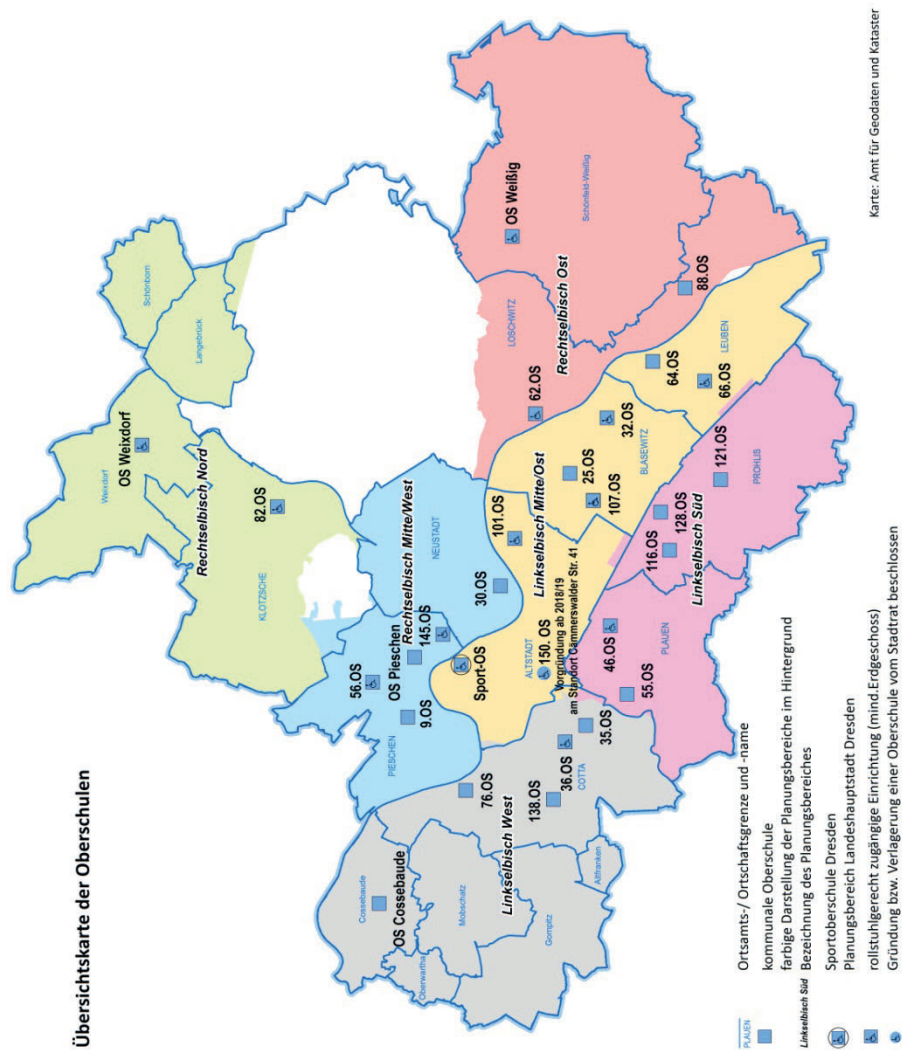 Übersichtskarte der Oberschulen
Schönborn
Langebrück
Weixdorf
OS Weixdorf
Rechtselbisch Nord
82.OS
KLOTZSCHE
OS Weißig
Schönfeld-Weißig
LOSCHWITZ
Rechtselbisch Ost
62.OS
88.OS
NEUSTADT
Rechtselbisch Mitte/West
145.OS
30.OS
56.OS
OS Pieschen
9.OS
PIESCHEN
Sport-OS
101.OS
Linkselbisch Mitte/Ost
25.OS
32.OS
107.OS
BLASEWITZ
64.OS
66.OS
LEUBEN
ALTSTADT
150. OS
Vorgründung ab 2018/19
am Standort Cämmerswalder Str. 41
121.OS
128.OS
116.OS
PROHLIS
Linkselbisch Süd
46.OS
PLAUEN
55.OS
35.OS
36.OS
COTTA
138.OS
76.OS
Linkselbisch West
Cossebaude
OS Cossebaude
Oberwartha
Mobschatz
Gompitz
Altfranken
PLAUEN Ortsamts-/ Ortschaftsgrenze und -name
kommunale Oberschule
farbige Darstellung der Planungsbereiche im Hintergrund
Linkselbisch Süd Bezeichnung des Planungsbereiches
Sportoberschule Dresden
Planungsbereich Landeshauptstadt Dresden
rollstuhlgerecht zugängige Einrichtung (mind.Erdgeschoss)
Gründung bzw. Verlagerung einer Oberschule vom Stadtrat beschlossen
Karte: Amt für Geodaten und Kataster